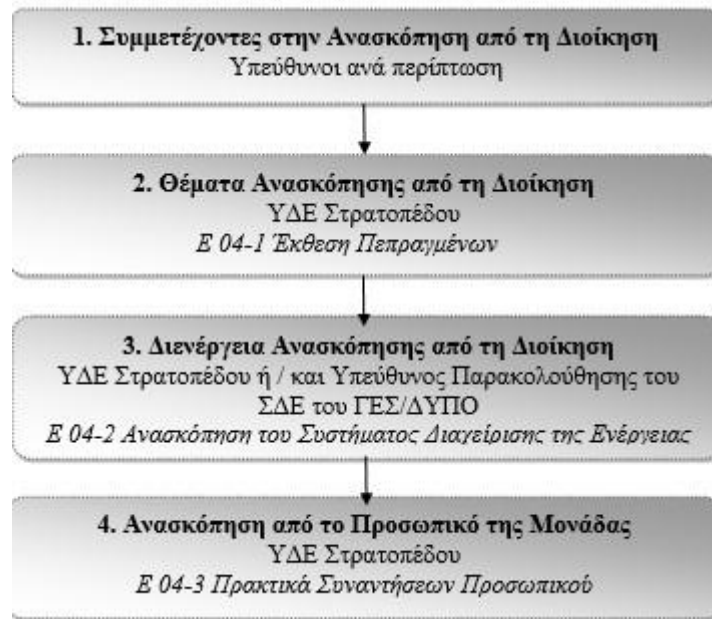 1. Συμμετέχοντες στην Ανασκόπηση από τη Διοίκηση
Υπεύθυνοι ανά περίπτωση
2. Θέματα Ανασκόπησης από τη Διοίκηση
ΥΔΕ Στρατοπέδου
Ε 04-1 Έκθεση Πεπραγμένων
3. Διενέργεια Ανασκόπησης από τη Διοίκηση
ΥΔΕ Στρατοπέδου ή / και Υπεύθυνος Παρακολούθησης του
ΣΔΕ του ΓΕΣ/ΔΥΠΟ
Ε 04-2 Ανασκόπηση του Συστήματος Διαχείρισης της Ενέργειας
4. Ανασκόπηση από το Προσωπικό της Μονάδας
ΥΔΕ Στρατοπέδου
Ε 04-3 Πρακτικά Συναντήσεων Προσωπικού